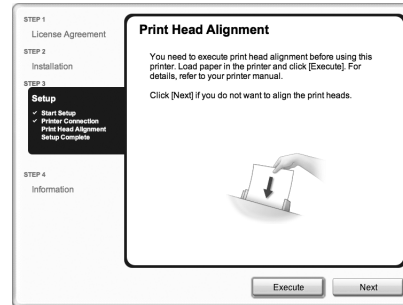 STEP 1
License Agreement
STEP 2
Installation
STEP 3
Setup
✓ Start Setup
✓ Printer Connection
Print Head Alignment
Setup Complete
STEP 4
Information
Print Head Alignment
You need to execute print head alignment before using this
printer. Load paper in the printer and click [Execute]. For
details, refer to your printer manual.
Click [Next] if you do not want to align the print heads.
Execute
Next